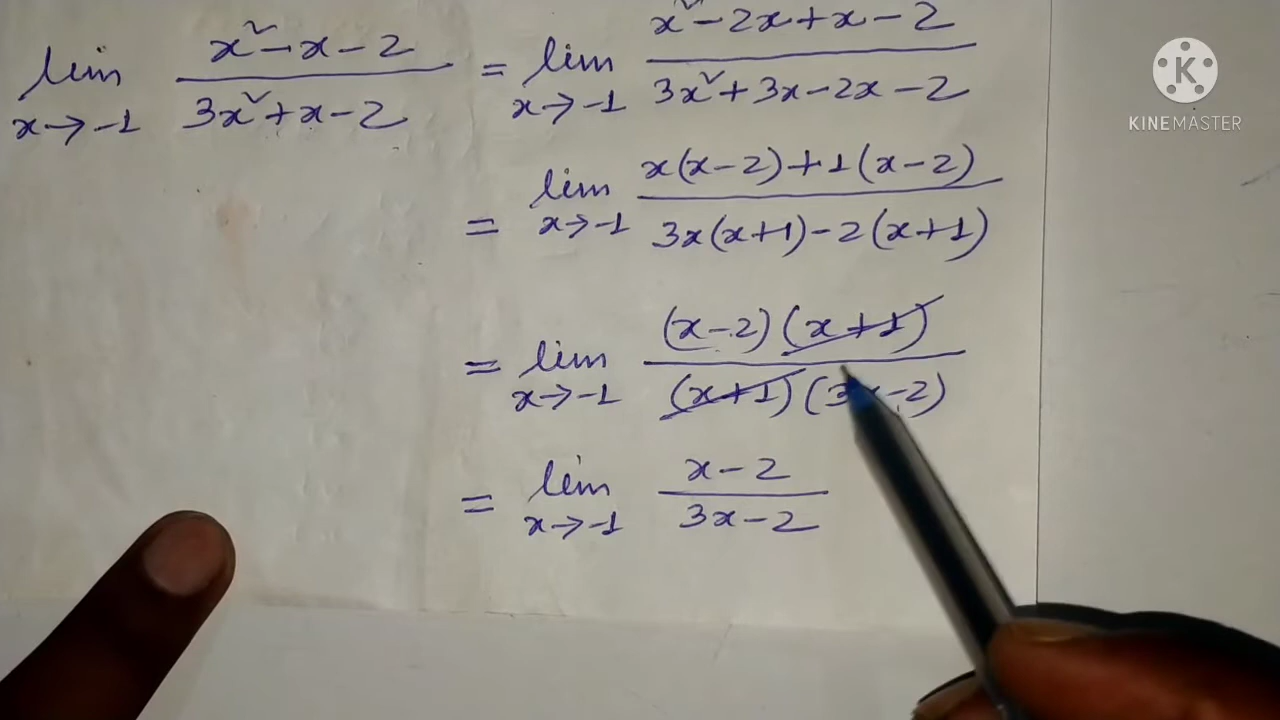 lim x→-1 (x²-x-2)/(3x²+x-2) = lim x→-1 (x²-2x+x-2)/(3x²+3x-2x-2)
= lim x→-1 (x(x-2)+1(x-2))/(3x(x+1)-2(x+1))
= lim x→-1 ((x-2)(x+1))/((x+1)(3x-2))
= lim x→-1 (x-2)/(3x-2)
K
KINEMASTER